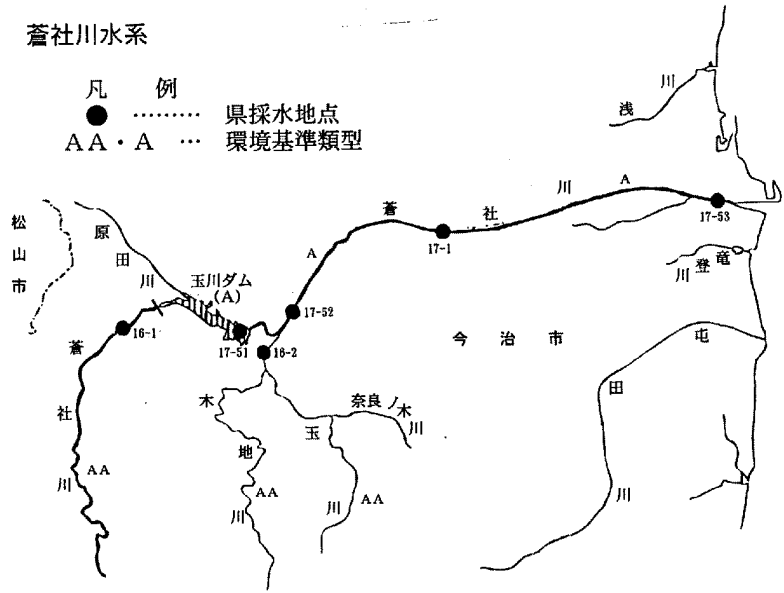 蒼社川水系
凡 例
● ……… 県採水地点
AA・A … 環境基準類型
浅川
蒼社川
A
A
17-53
17-1
松山市
原田川
玉川ダム
(A)
17-52
登竜川
16-1
17-51
16-2
今治市
屯田川
蒼社川
AA
木地川
AA
奈良ノ木川
玉川
AA